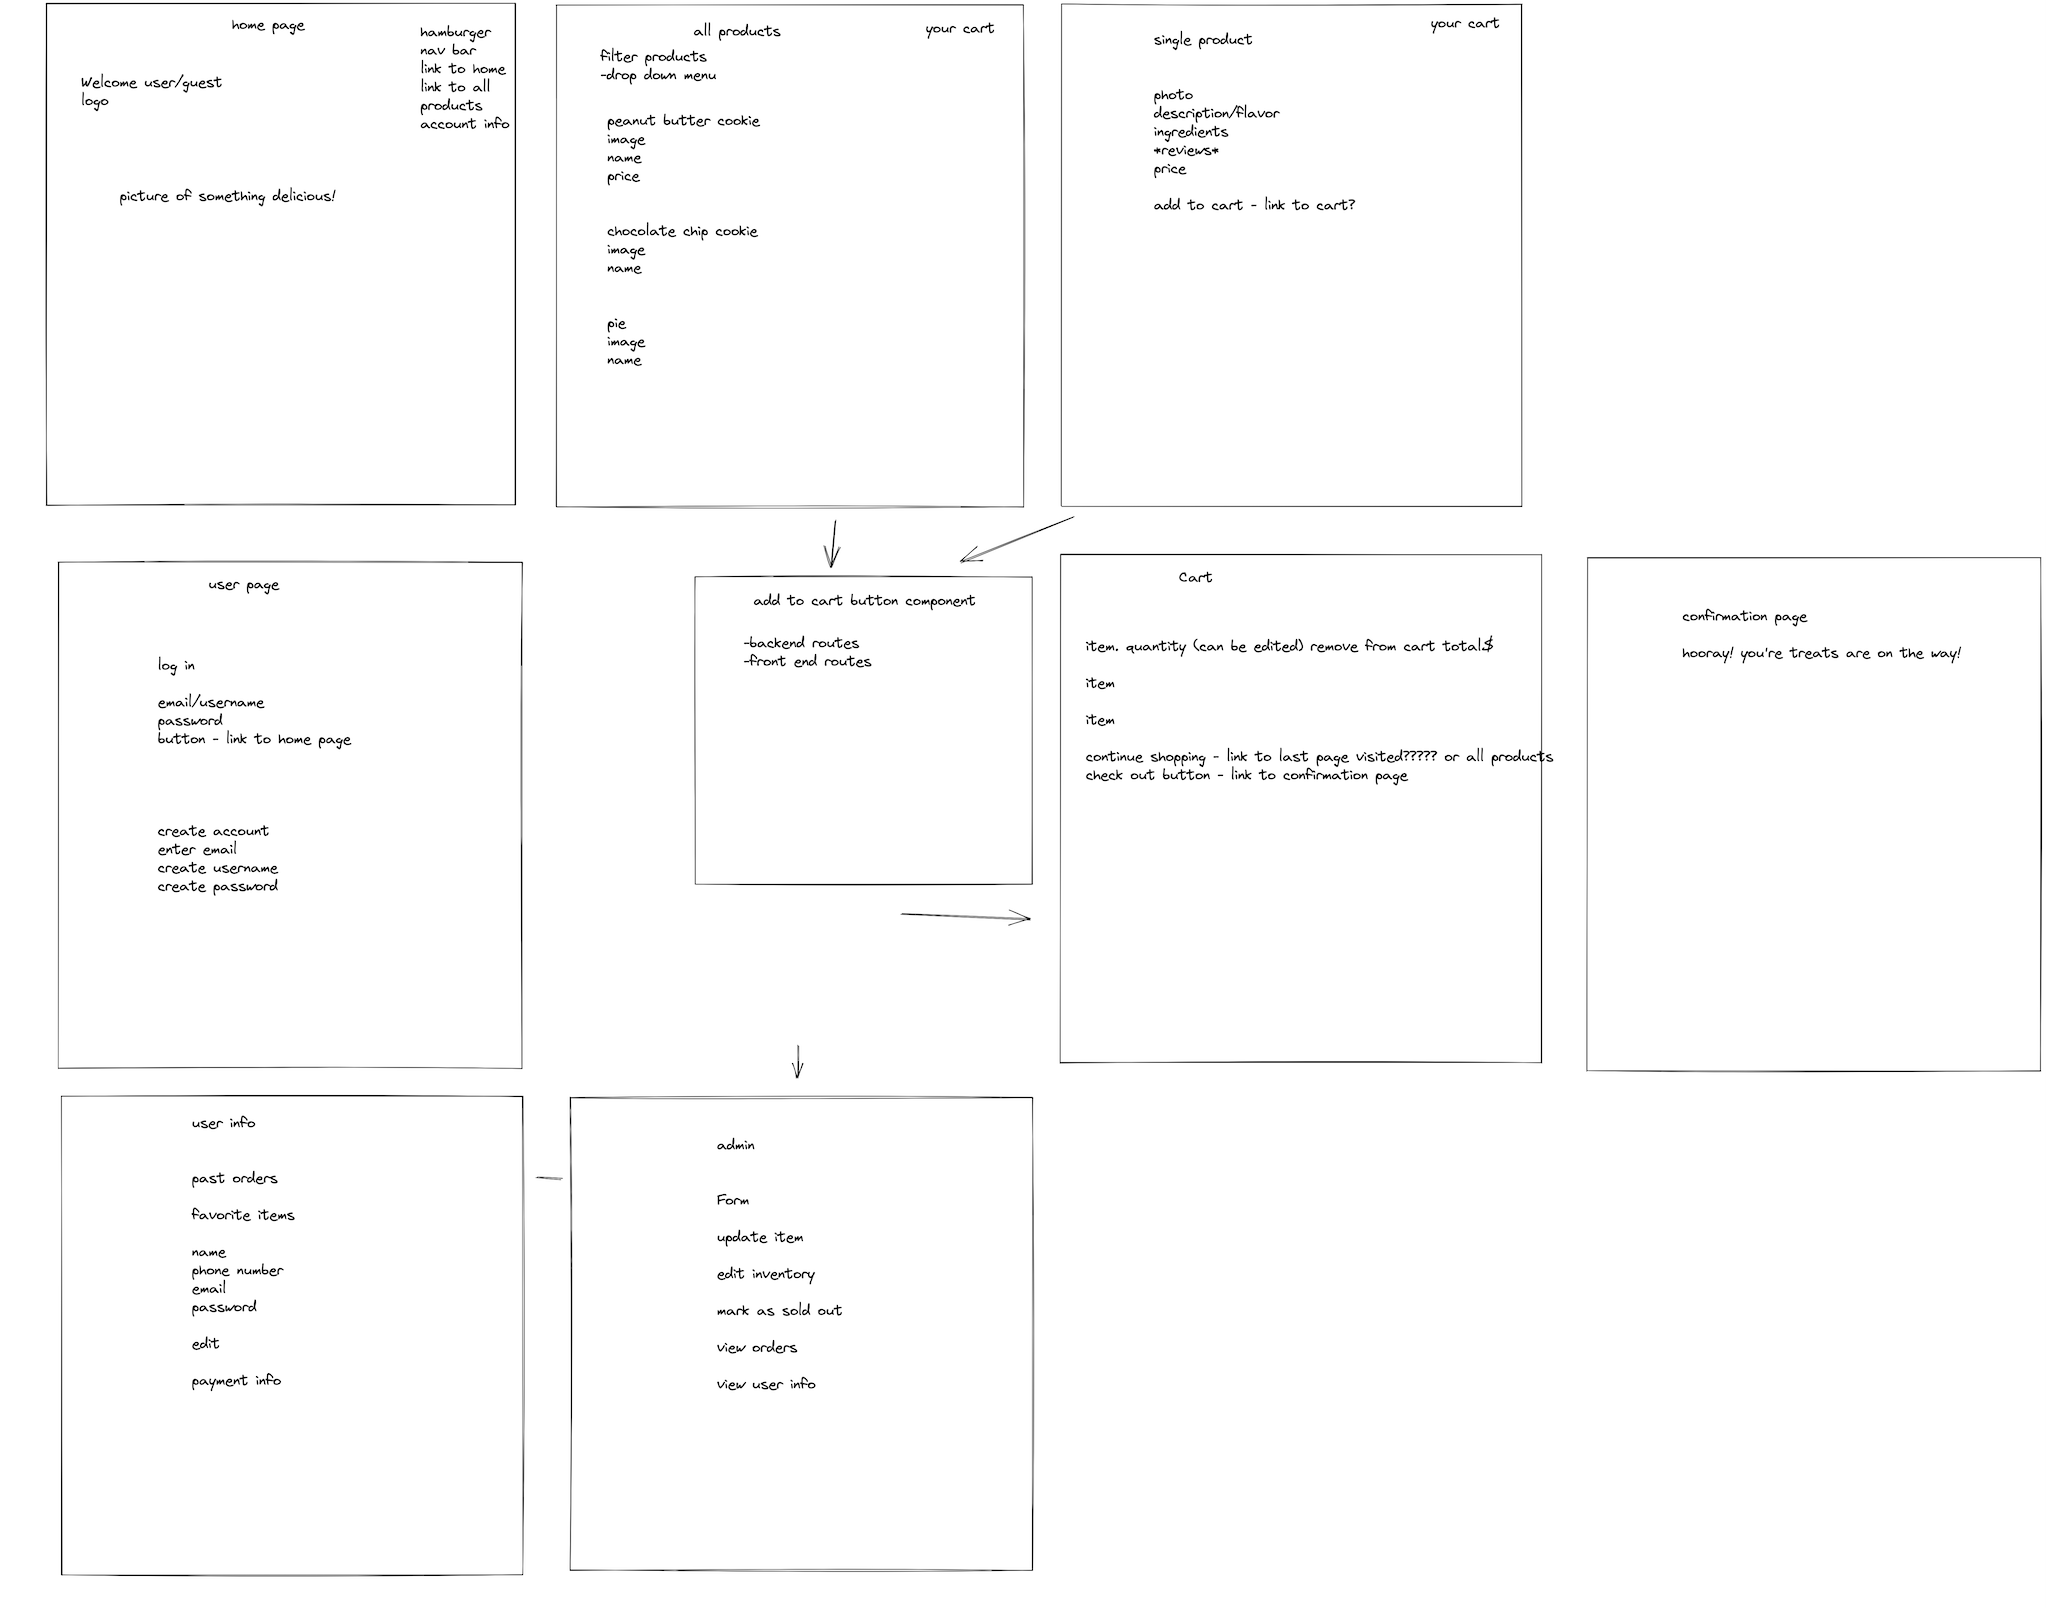 home page
hamburger
nav bar
link to home
link to all
products
account info
Welcome user/guest
logo
picture of something delicious!
all products
your cart
filter products
-drop down menu
peanut butter cookie
image
name
price
chocolate chip cookie
image
name
pie
image
name
your cart
single product
photo
description/flavor
ingredients
*reviews*
price
add to cart - link to cart?
user page
log in
email/username
password
button - link to home page
create account
enter email
create username
create password
add to cart button component
-backend routes
-front end routes
Cart
item. quantity (can be edited) remove from cart total.$
item
item
continue shopping - link to last page visited????? or all products
check out button - link to confirmation page
confirmation page
hooray! you're treats are on the way!
user info
past orders
favorite items
name
phone number
email
password
edit
payment info
admin
Form
update item
edit inventory
mark as sold out
view orders
view user info